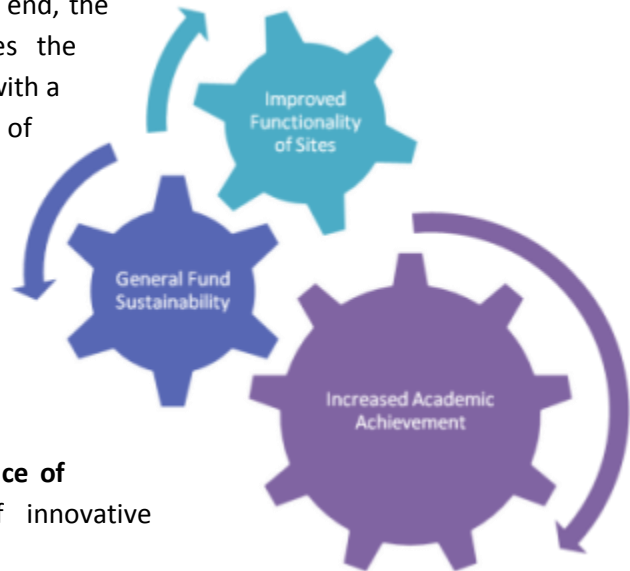 end, the
es the
with a
of
Improved
Functionality
of Sites
General Fund
Sustainability
Increased Academic
Achievement
ce of
f innovative